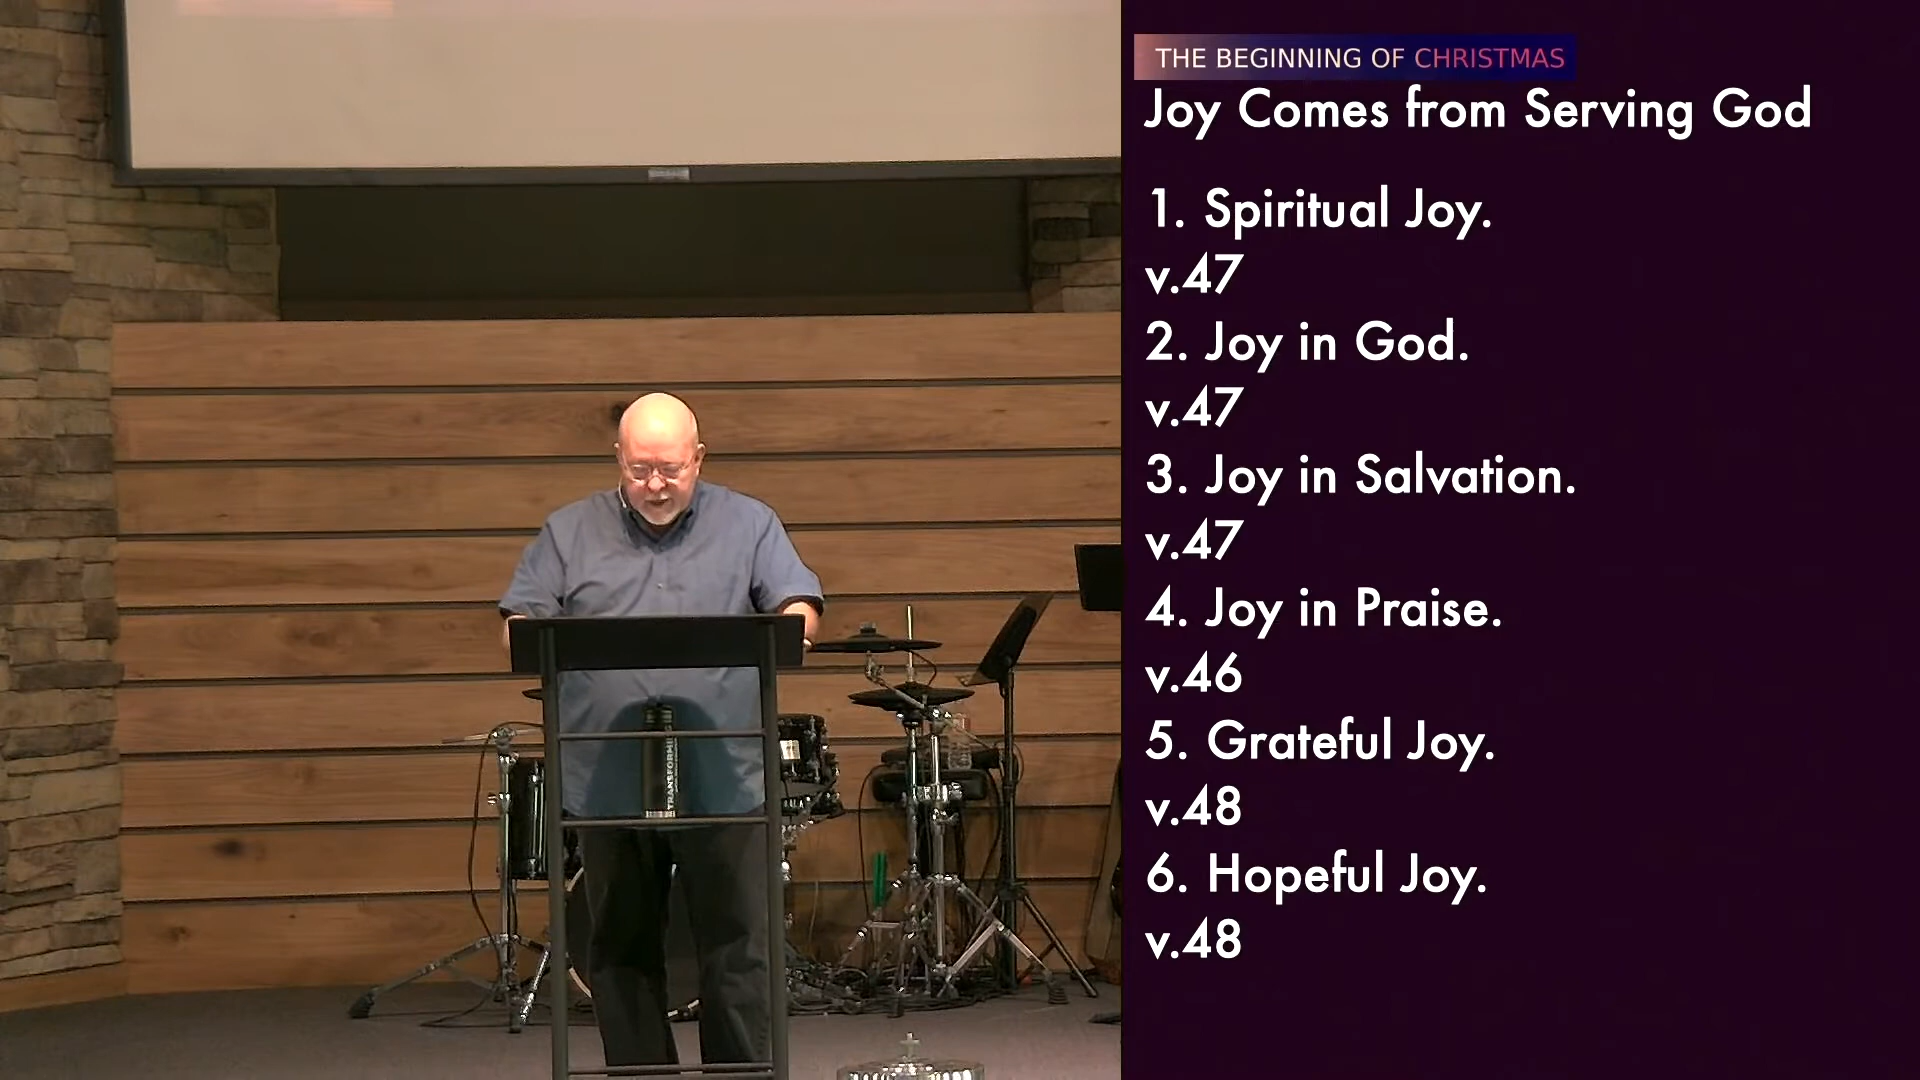 THE BEGINNING OF CHRISTMAS
Joy Comes from Serving God
1. Spiritual Joy.
v.47
2. Joy in God.
v.47
3. Joy in Salvation.
v.47
4. Joy in Praise.
v.46
5. Grateful Joy.
v.48
6. Hopeful Joy.
v.48
TRANSFORMING